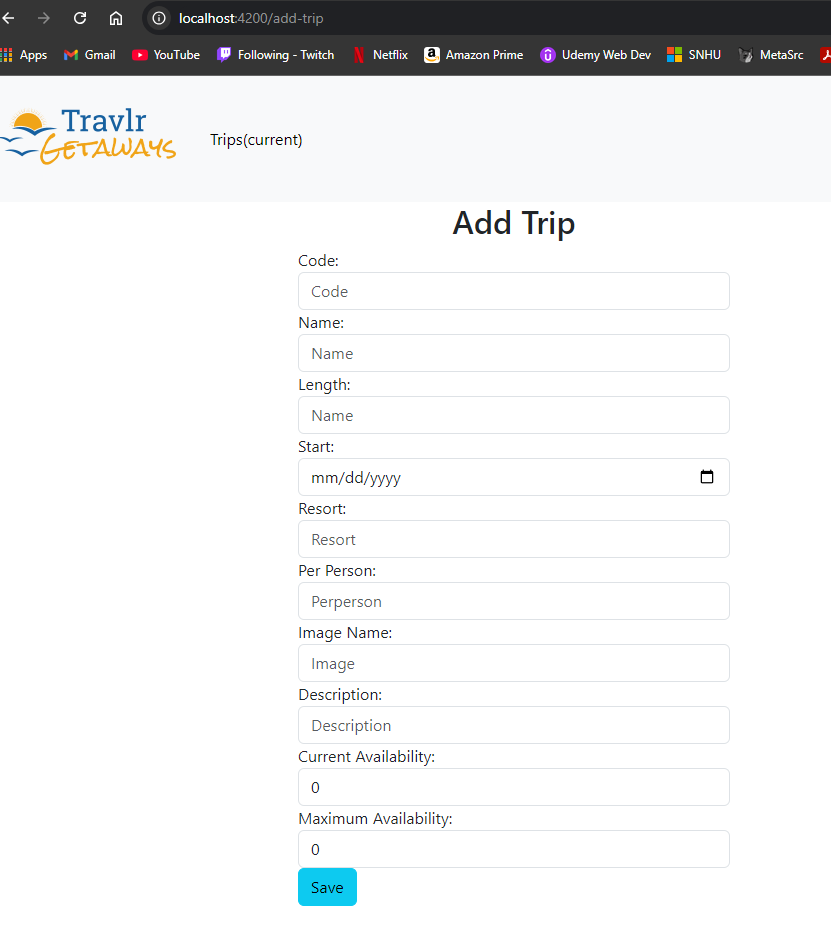 localhost:4200/add-trip
Apps Gmail YouTube Following - Twitch Netflix Amazon Prime Udemy Web Dev SNHU MetaSrc
Travlr
Getaways
Trips(current)
Add Trip
Code:
Code
Name:
Name
Length:
Name
Start:
mm/dd/yyyy
Resort:
Resort
Per Person:
Perperson
Image Name:
Image
Description:
Description
Current Availability:
0
Maximum Availability:
0
Save